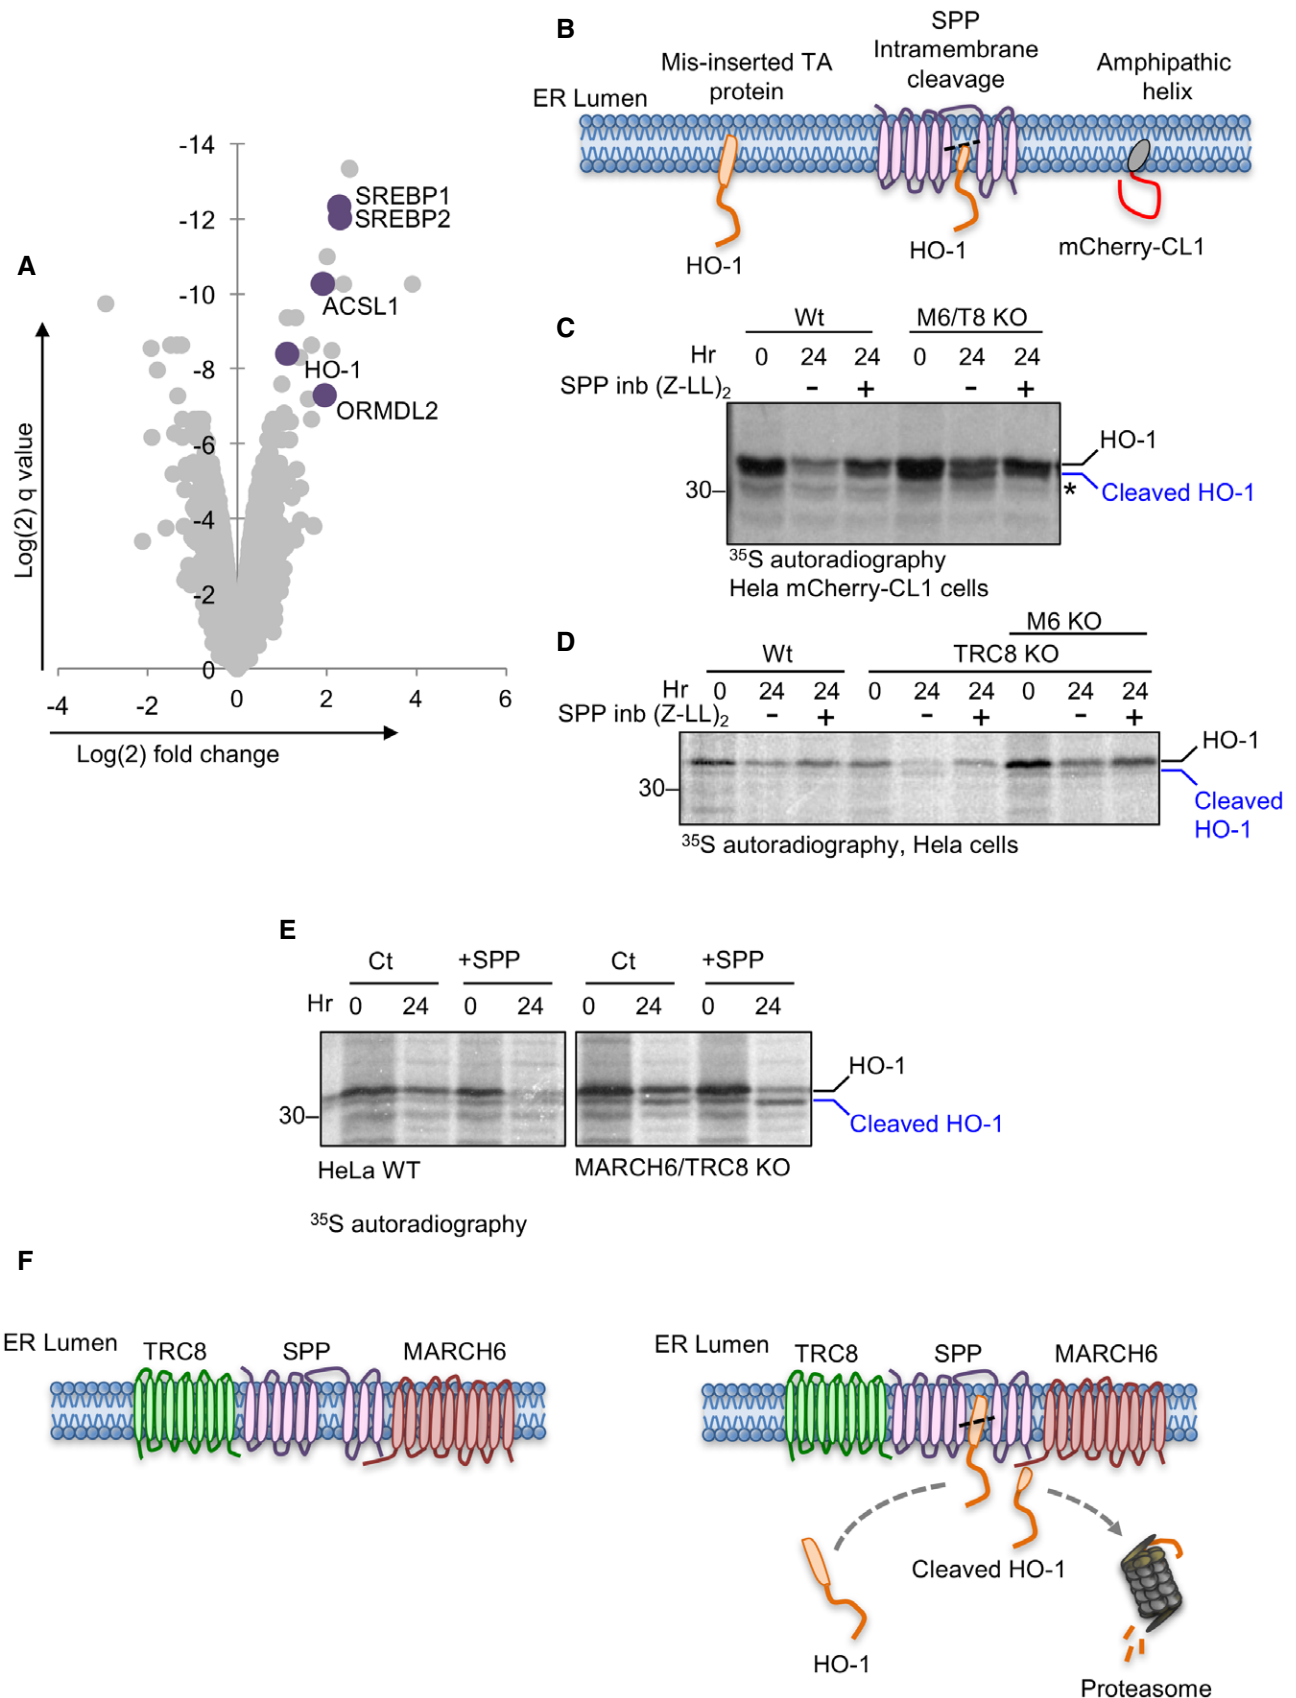 A
-14
-12
-10
-8
-6
-4
-2
0
SREBP1
SREBP2
ACSL1
HO-1
ORMDL2
Log(2) q value
-4 -2 0 2 4 6
Log(2) fold change
B
SPP
Intramembrane
cleavage
Mis-inserted TA
protein
Amphipathic
helix
ER Lumen
HO-1
HO-1
mCherry-CL1
C
Wt M6/T8 KO
Hr 0 24 24 0 24 24
SPP inb (Z-LL)2 - + - +
HO-1
30
*
Cleaved HO-1
35S autoradiography
Hela mCherry-CL1 cells
D
M6 KO
Wt TRC8 KO
Hr 0 24 24 0 24 24 0 24 24
SPP inb (Z-LL)2 - + - + - +
HO-1
30
Cleaved
HO-1
35S autoradiography, Hela cells
E
Ct +SPP Ct +SPP
Hr 0 24 0 24 0 24 0 24
HO-1
30
Cleaved HO-1
HeLa WT
MARCH6/TRC8 KO
35S autoradiography
F
ER Lumen
TRC8 SPP MARCH6
ER Lumen
TRC8 SPP MARCH6
Cleaved HO-1
HO-1
Proteasome